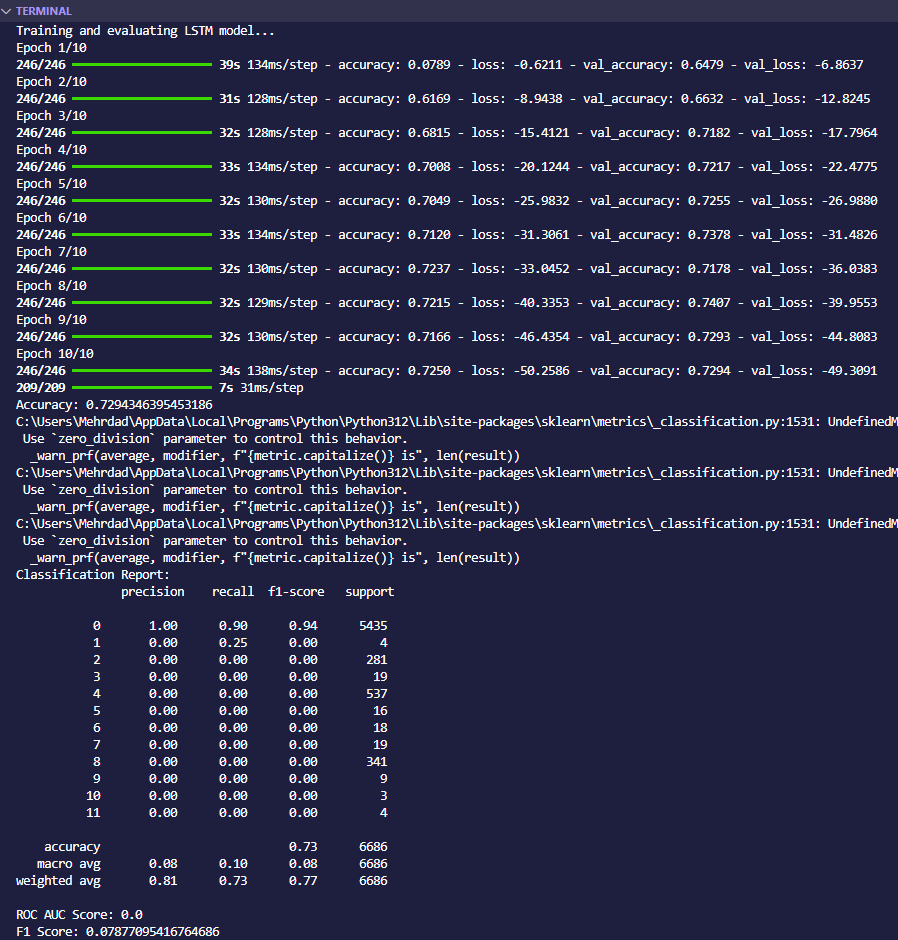 TERMINAL
Training and evaluating LSTM model...
Epoch 1/10
246/246 39s 134ms/step - accuracy: 0.0789 - loss: -0.6211 - val_accuracy: 0.6479 - val_loss: -6.8637
Epoch 2/10
246/246 31s 128ms/step - accuracy: 0.6169 - loss: -8.9438 - val_accuracy: 0.6632 - val_loss: -12.8245
Epoch 3/10
246/246 32s 128ms/step - accuracy: 0.6815 - loss: -15.4121 - val_accuracy: 0.7182 - val_loss: -17.7964
Epoch 4/10
246/246 33s 134ms/step - accuracy: 0.7008 - loss: -20.1244 - val_accuracy: 0.7217 - val_loss: -22.4775
Epoch 5/10
246/246 32s 130ms/step - accuracy: 0.7049 - loss: -25.9832 - val_accuracy: 0.7255 - val_loss: -26.9880
Epoch 6/10
246/246 33s 134ms/step - accuracy: 0.7120 - loss: -31.3061 - val_accuracy: 0.7378 - val_loss: -31.4826
Epoch 7/10
246/246 32s 130ms/step - accuracy: 0.7237 - loss: -33.0452 - val_accuracy: 0.7178 - val_loss: -36.0383
Epoch 8/10
246/246 32s 129ms/step - accuracy: 0.7215 - loss: -40.3353 - val_accuracy: 0.7407 - val_loss: -39.9553
Epoch 9/10
246/246 32s 130ms/step - accuracy: 0.7166 - loss: -46.4354 - val_accuracy: 0.7293 - val_loss: -44.8083
Epoch 10/10
246/246 34s 138ms/step - accuracy: 0.7250 - loss: -50.2586 - val_accuracy: 0.7294 - val_loss: -49.3091
209/209 7s 31ms/step
Accuracy: 0.7294346395453186
C:\Users\Mehrdad\AppData\Local\Programs\Python\Python312\Lib\site-packages\sklearn\metrics\_classification.py:1531: UndefinedM
Use `zero_division` parameter to control this behavior.
_warn_prf(average, modifier, f"{metric.capitalize()} is", len(result))
C:\Users\Mehrdad\AppData\Local\Programs\Python\Python312\Lib\site-packages\sklearn\metrics\_classification.py:1531: UndefinedM
Use `zero_division` parameter to control this behavior.
_warn_prf(average, modifier, f"{metric.capitalize()} is", len(result))
C:\Users\Mehrdad\AppData\Local\Programs\Python\Python312\Lib\site-packages\sklearn\metrics\_classification.py:1531: UndefinedM
Use `zero_division` parameter to control this behavior.
_warn_prf(average, modifier, f"{metric.capitalize()} is", len(result))
Classification Report:
precision recall f1-score support
0 1.00 0.90 0.94 5435
1 0.00 0.25 0.00 4
2 0.00 0.00 0.00 281
3 0.00 0.00 0.00 19
4 0.00 0.00 0.00 537
5 0.00 0.00 0.00 16
6 0.00 0.00 0.00 18
7 0.00 0.00 0.00 19
8 0.00 0.00 0.00 341
9 0.00 0.00 0.00 9
10 0.00 0.00 0.00 3
11 0.00 0.00 0.00 4
accuracy 0.73 6686
macro avg 0.08 0.10 0.08 6686
weighted avg 0.81 0.73 0.77 6686
ROC AUC Score: 0.0
F1 Score: 0.07877095416764686